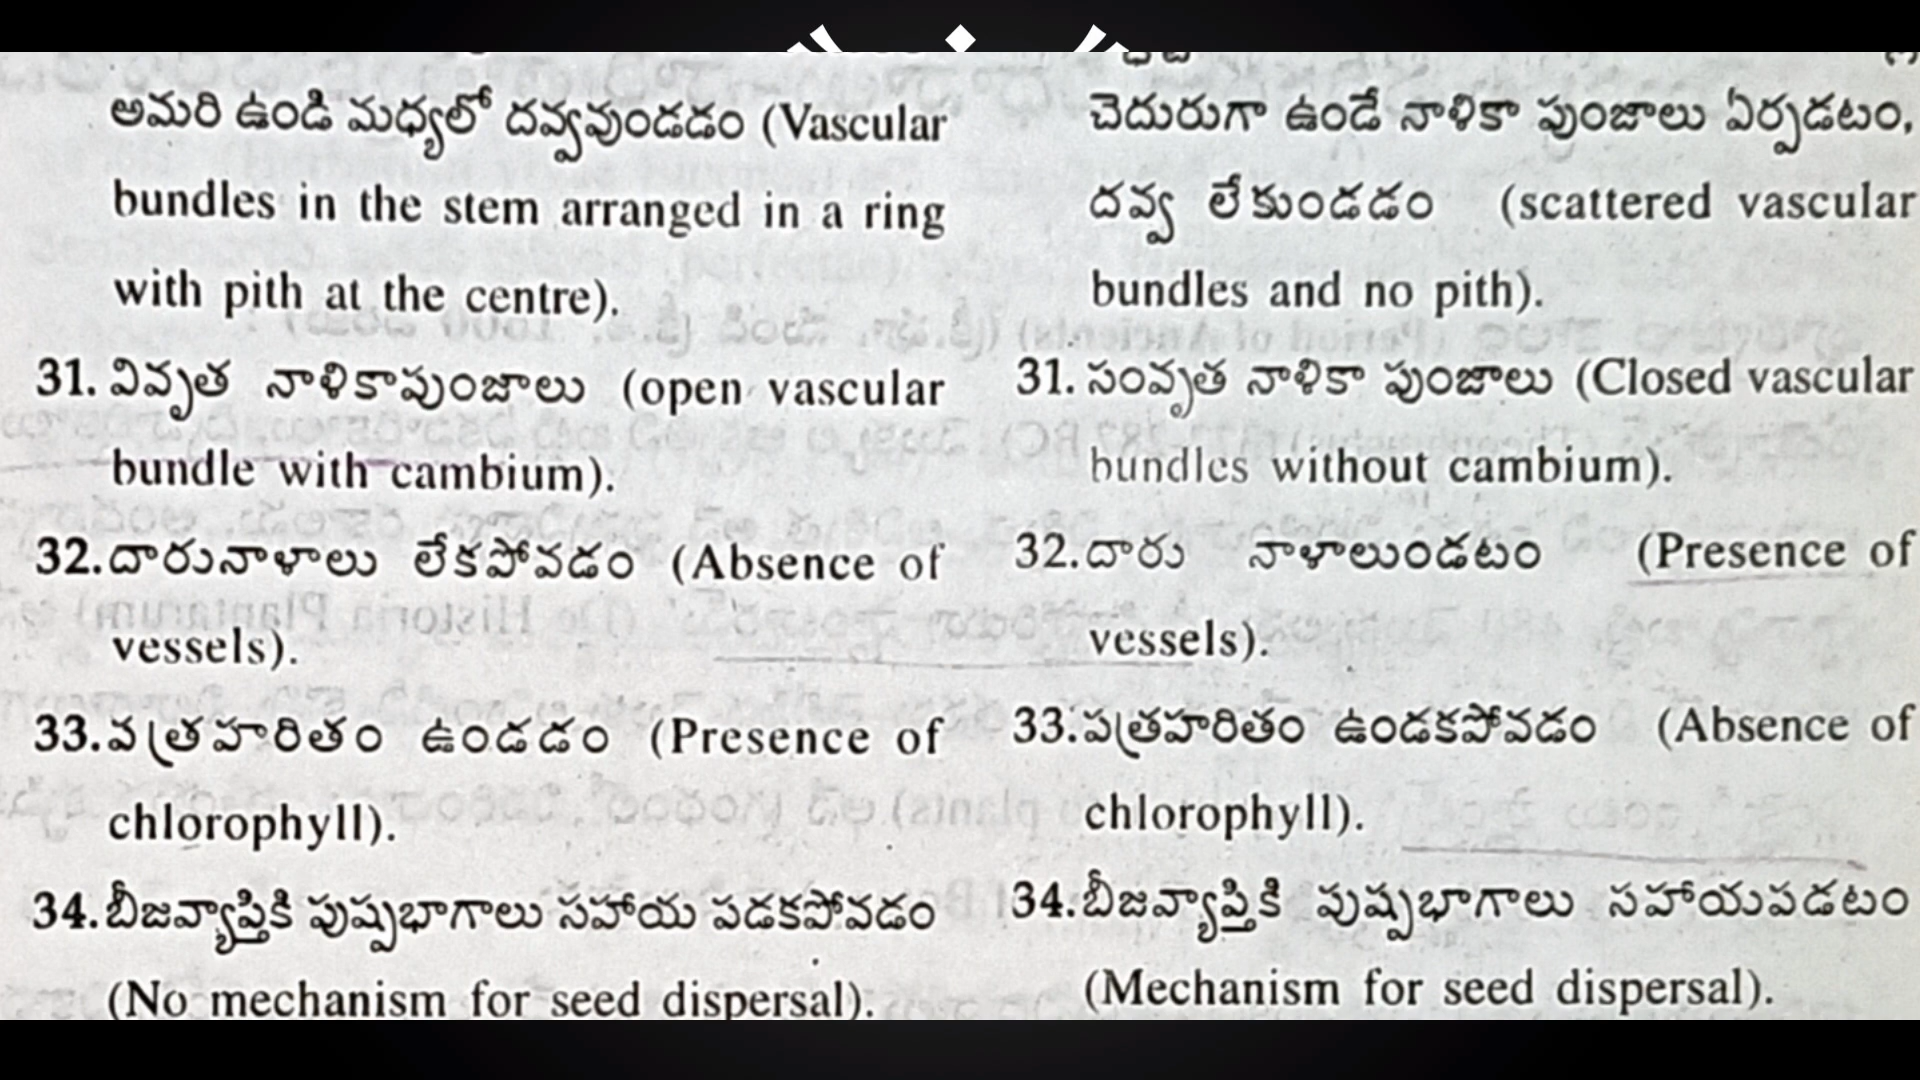 అమరి ఉండి మధ్యలో దవ్వవుండడం (Vascular
bundles in the stem arranged in a ring
with pith at the centre).
31. వివృత నాళికాపుంజాలు (open vascular
bundle with cambium).
32. దారునాళాలు లేకపోవడం (Absence of
vessels).
33. వత్రహరితం ఉండడం (Presence of
chlorophyll).
34. బీజవ్యాప్తికి పుష్పభాగాలు సహాయ పడకపోవడం
(No mechanism for seed dispersal).
చెదురుగా ఉండే నాళికా పుంజాలు ఏర్పడటం,
దవ్వ లేకుండడం (scattered vascular
bundles and no pith).
31. సంవృత నాళికా పుంజాలు (Closed vascular
bundles without cambium).
32. దారు నాళాలుండటం (Presence of
vessels).
33. పత్రహరితం ఉండకపోవడం (Absence of
chlorophyll).
34. బీజవ్యాప్తికి పుష్పభాగాలు సహాయపడటం
(Mechanism for seed dispersal).